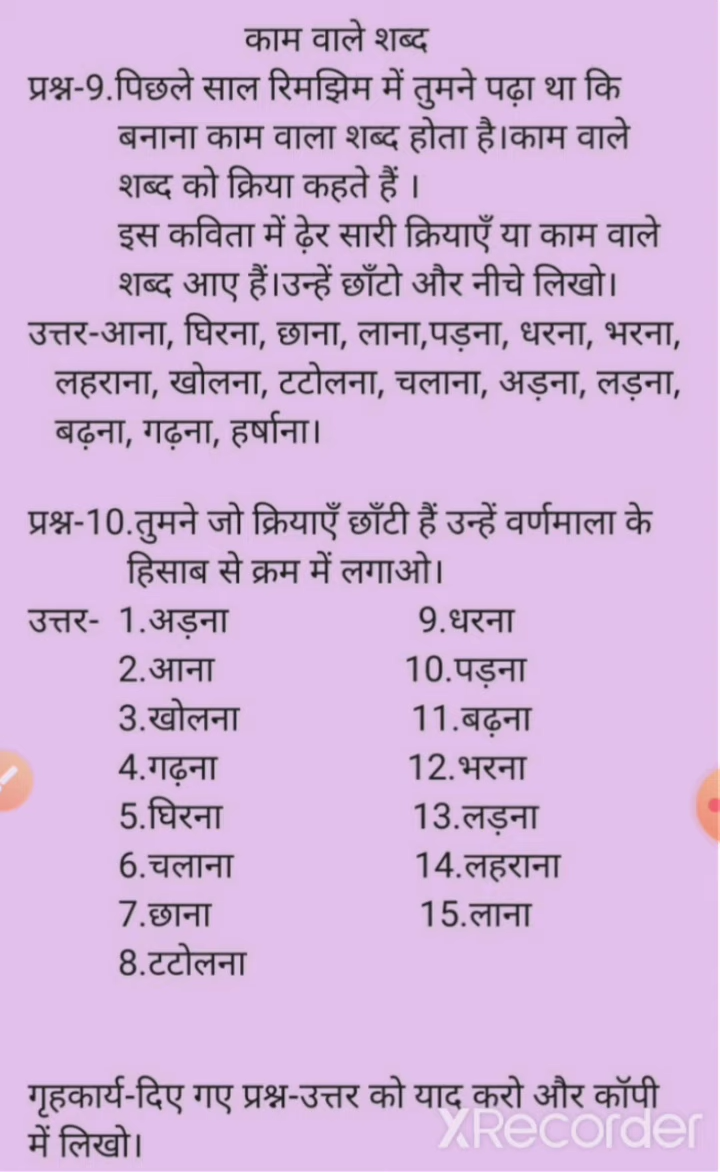 काम वाले शब्द
प्रश्न-9.पिछले साल रिमझिम में तुमने पढ़ा था कि
बनाना काम वाला शब्द होता है।काम वाले
शब्द को क्रिया कहते हैं ।
इस कविता में ढ़ेर सारी क्रियाएँ या काम वाले
शब्द आए हैं।उन्हें छाँटो और नीचे लिखो।
उत्तर-आना, घिरना, छाना, लाना,पड़ना, धरना, भरना,
लहराना, खोलना, टटोलना, चलाना, अड़ना, लड़ना,
बढ़ना, गढ़ना, हर्षाना।
प्रश्न-10.तुमने जो क्रियाएँ छाँटी हैं उन्हें वर्णमाला के
हिसाब से क्रम में लगाओ।
उत्तर- 1.अड़ना 9.धरना
2.आना 10.पड़ना
3.खोलना 11.बढ़ना
4.गढ़ना 12.भरना
5.घिरना 13.लड़ना
6.चलाना 14.लहराना
7.छाना 15.लाना
8.टटोलना
गृहकार्य-दिए गए प्रश्न-उत्तर को याद करो और कॉपी
में लिखो।
XRecorder